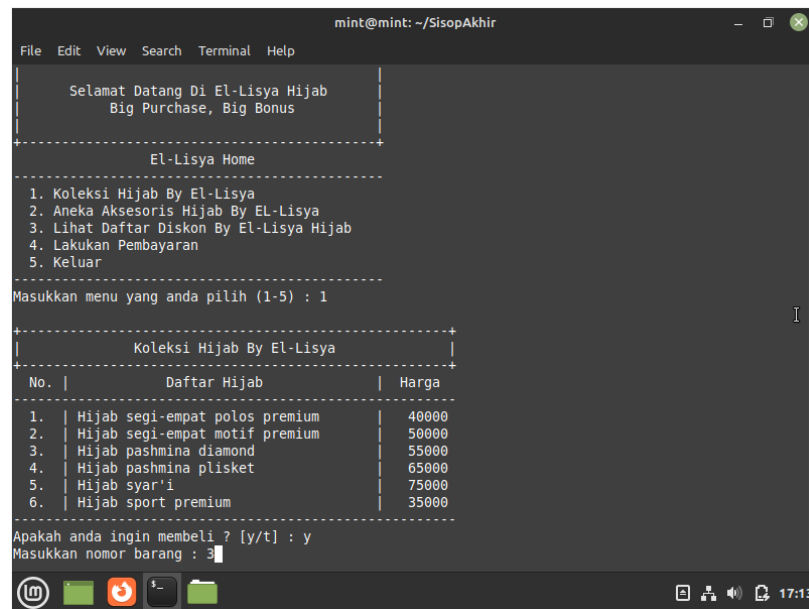 mint@mint: ~/SisopAkhir
File Edit View Search Terminal Help
Selamat Datang Di El-Lisya Hijab
Big Purchase, Big Bonus
El-Lisya Home
1. Koleksi Hijab By El-Lisya
2. Aneka Aksesoris Hijab By EL-Lisya
3. Lihat Daftar Diskon By El-Lisya Hijab
4. Lakukan Pembayaran
5. Keluar
Masukkan menu yang anda pilih (1-5) : 1
Koleksi Hijab By El-Lisya
No. | Daftar Hijab | Harga
1. | Hijab segi-empat polos premium | 40000
2. | Hijab segi-empat motif premium | 50000
3. | Hijab pashmina diamond | 55000
4. | Hijab pashmina plisket | 65000
5. | Hijab syar'i | 75000
6. | Hijab sport premium | 35000
Apakah anda ingin membeli ? [y/t] : y
Masukkan nomor barang : 3